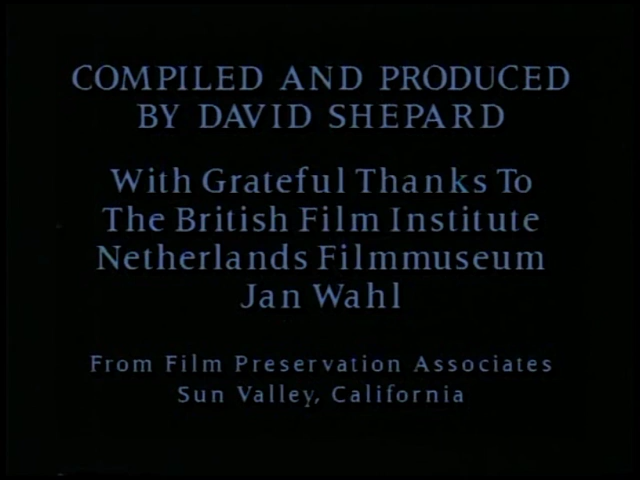 COMPILED AND PRODUCED
BY DAVID SHEPARD
With Grateful Thanks To
The British Film Institute
Netherlands Filmmuseum
Jan Wahl
From Film Preservation Associates
Sun Valley, California